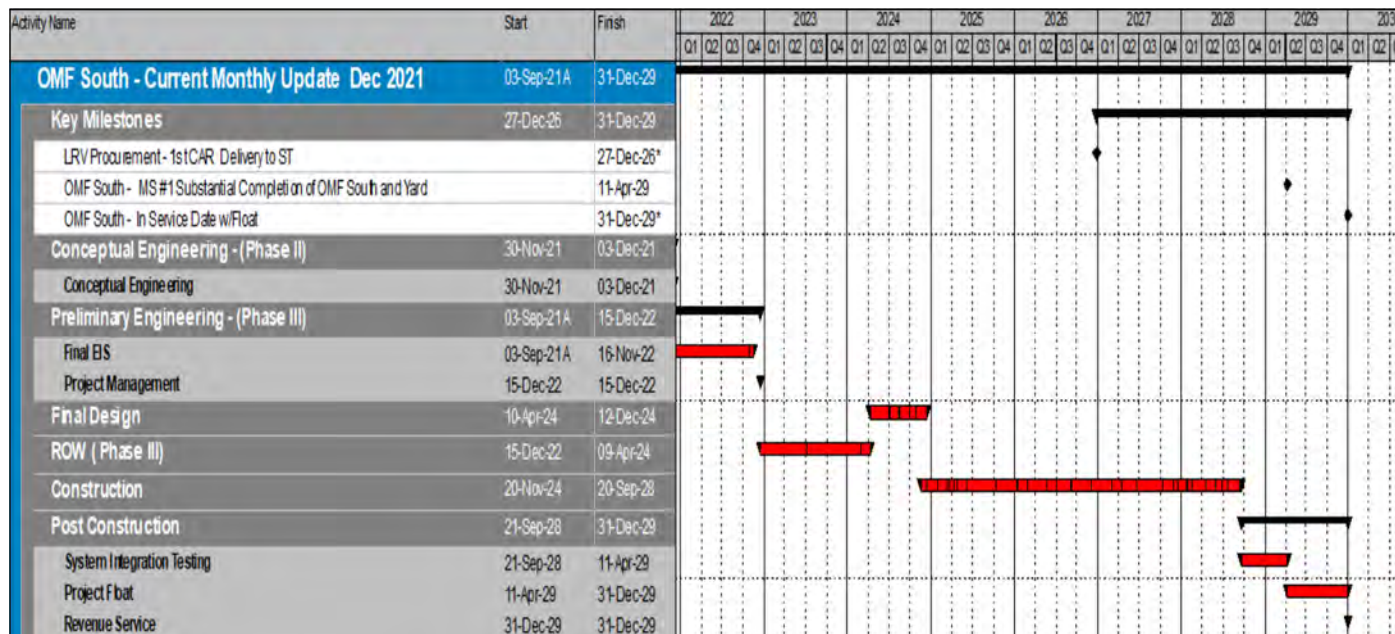 Activity Name Start Finish 2022 2023 2024 2025 2026 2027 2028 2029 203
Q1 Q2 Q3 Q4 Q1 Q2 Q3 Q4 Q1 Q2 Q3 Q4 Q1 Q2 Q3 Q4 Q1 Q2 Q3 Q4 Q1 Q2 Q3 Q4 Q1 Q2 Q3 Q4 Q1 Q2 Q3 Q4 Q1 Q2
OMF South - Current Monthly Update Dec 2021 03-Sep-21 A 31-Dec-29
Key Milestones 27-Dec-26 31-Dec-29
LRV Procurement - 1st CAR Delivery to ST 27-Dec-26*
OMF South - MS #1 Substantial Completion of OMF South and Yard 11-Apr-29
OMF South - In Service Date w/Float 31-Dec-29*
Conceptual Engineering - (Phase II) 30-Nov-21 03-Dec-21
Conceptual Engineering 30-Nov-21 03-Dec-21
Preliminary Engineering - (Phase III) 03-Sep-21 A 15-Dec-22
Final EIS 03-Sep-21 A 16-Nov-22
Project Management 15-Dec-22 15-Dec-22
Final Design 10-Apr-24 12-Dec-24
ROW ( Phase III) 15-Dec-22 09-Apr-24
Construction 20-Nov-24 20-Sep-28
Post Construction 21-Sep-28 31-Dec-29
System Integration Testing 21-Sep-28 11-Apr-29
Project Float 11-Apr-29 31-Dec-29
Revenue Service 31-Dec-29 31-Dec-29